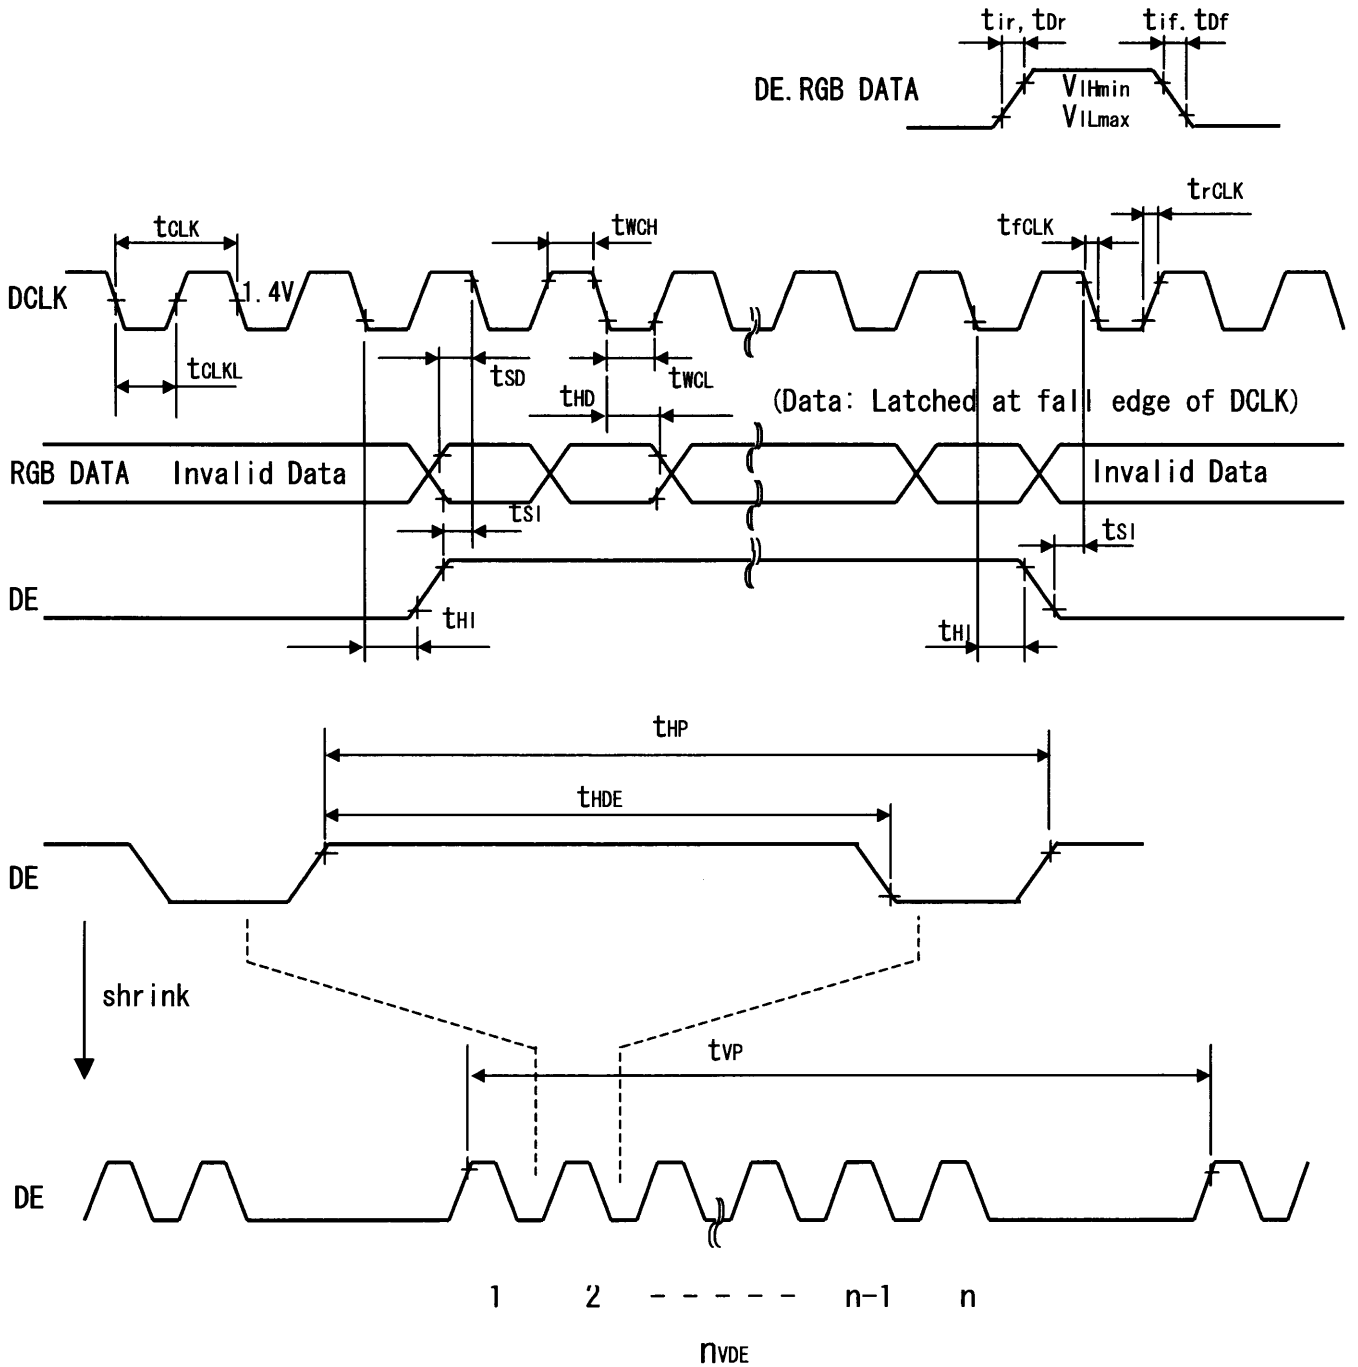 tir, tDr
tif. tDf
DE. RGB DATA
VIHmin
VILmax
trCLK
tCLK
tWCH
tfCLK
DCLK
1.4V
tCLKL
tSD
tWCL
tHD
(Data: Latched at fall edge of DCLK)
RGB DATA
Invalid Data
Invalid Data
tSI
tSI
DE
tHI
tHI
tHP
tHDE
DE
shrink
tVP
DE
1 2 - - - - - n-1 n
nVDE